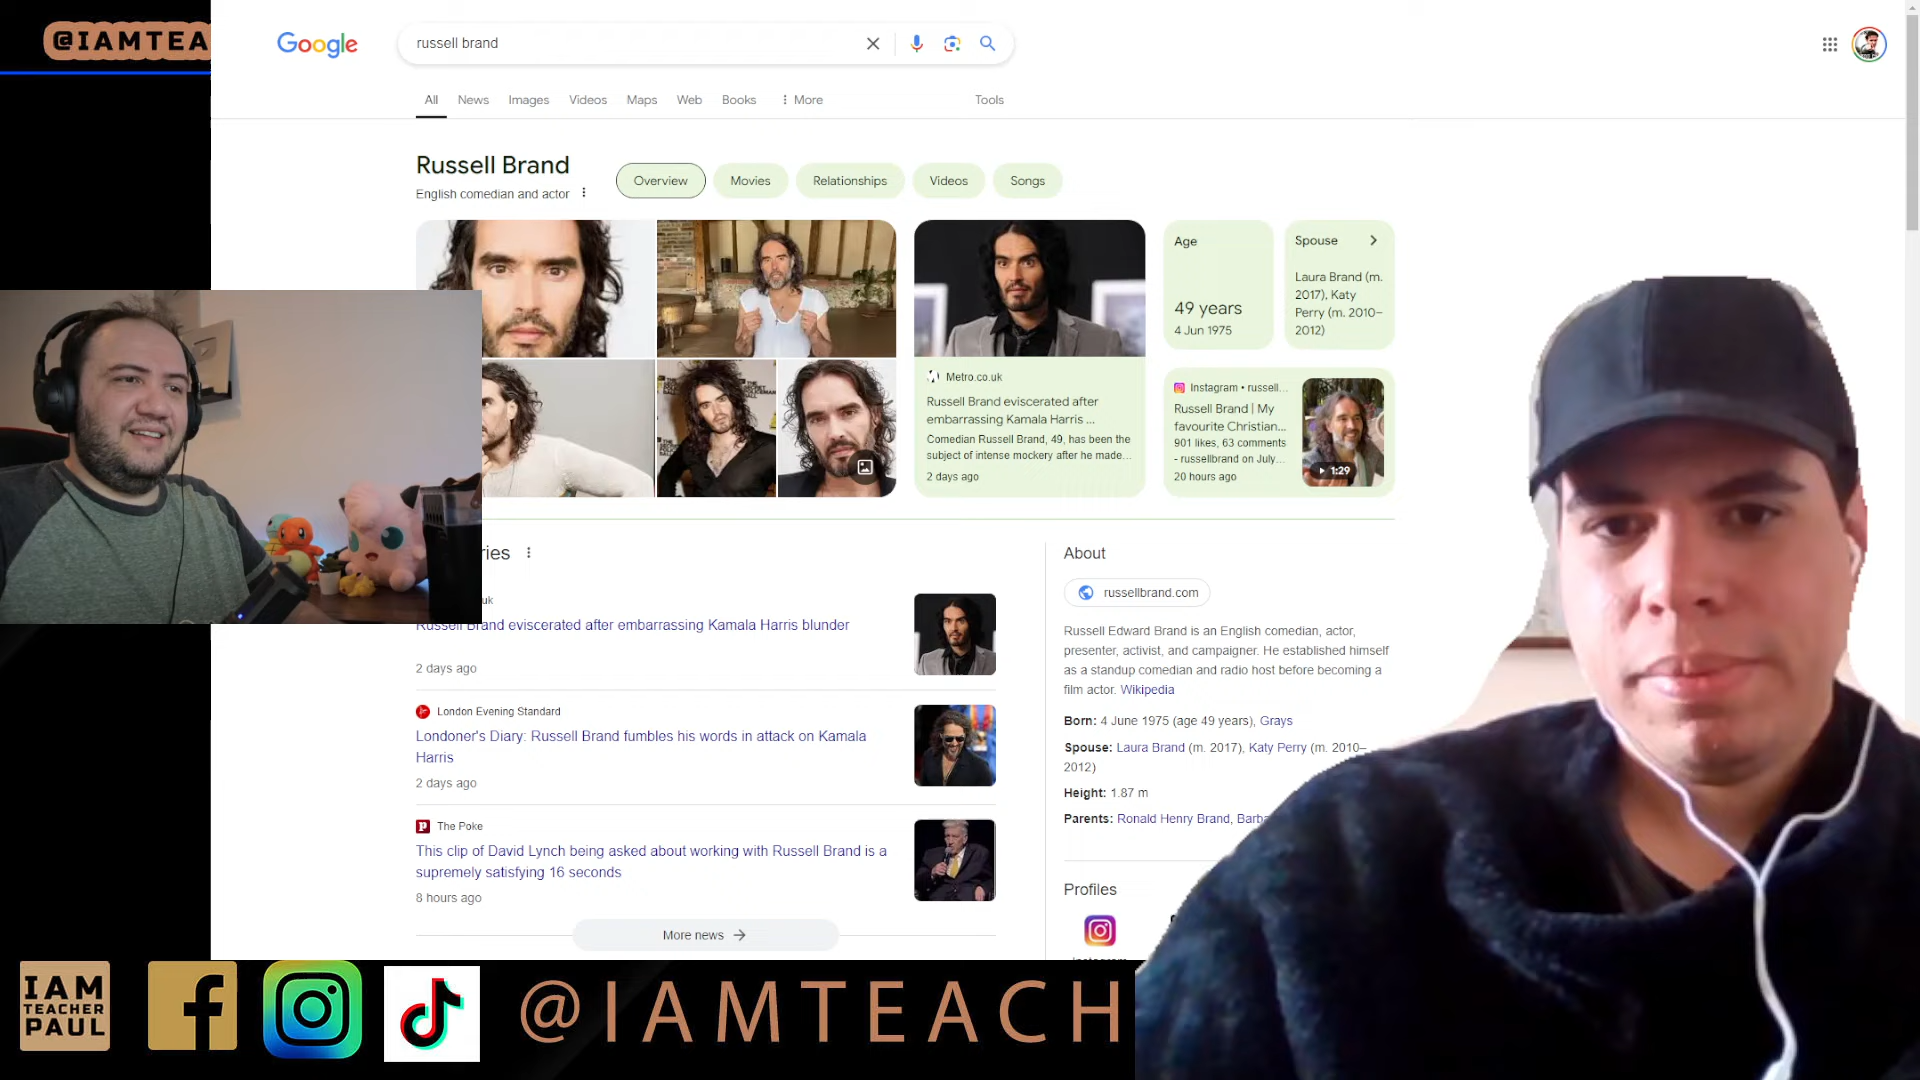 @IAMTEA
Google
russell brand
All News Images Videos Maps Web Books More Tools
Russell Brand
English comedian and actor
Overview Movies Relationships Videos Songs
Metro.co.uk
Russell Brand eviscerated after
embarrassing Kamala Harris ...
Comedian Russell Brand, 49, has been the
subject of intense mockery after he made...
2 days ago
Age
49 years
4 Jun 1975
Spouse
Laura Brand (m.
2017), Katy
Perry (m. 2010–
2012)
Instagram • russell...
Russell Brand | My
favourite Christian...
901 likes, 63 comments
- russellbrand on July...
20 hours ago
1:29
ries
uk
Russell Brand eviscerated after embarrassing Kamala Harris blunder
2 days ago
London Evening Standard
Londoner's Diary: Russell Brand fumbles his words in attack on Kamala
Harris
2 days ago
The Poke
This clip of David Lynch being asked about working with Russell Brand is a
supremely satisfying 16 seconds
8 hours ago
More news
About
russellbrand.com
Russell Edward Brand is an English comedian, actor,
presenter, activist, and campaigner. He established himself
as a standup comedian and radio host before becoming a
film actor. Wikipedia
Born: 4 June 1975 (age 49 years), Grays
Spouse: Laura Brand (m. 2017), Katy Perry (m. 2010–
2012)
Height: 1.87 m
Parents: Ronald Henry Brand, Barba
Profiles
IAM
TEACHER
PAUL
@IAMTEACH